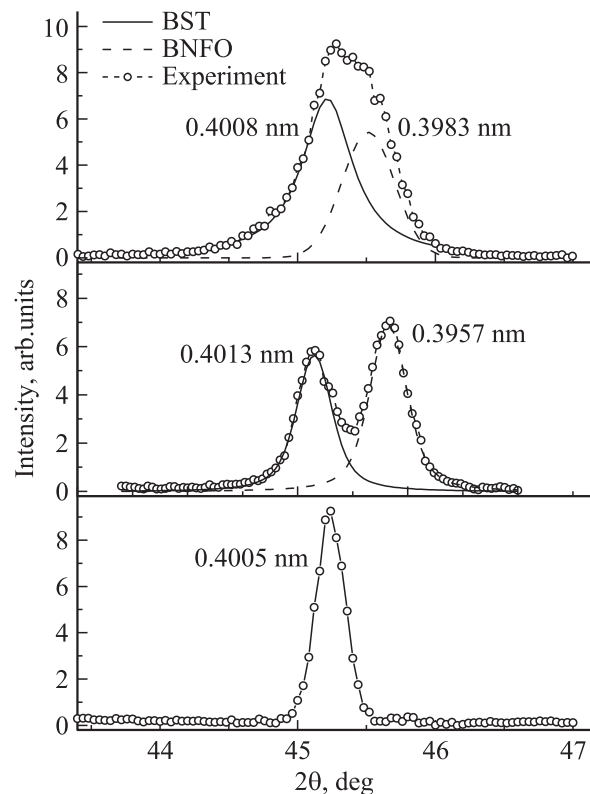 10
BST
BNFO
Experiment
8
6
0.4008 nm
0.3983 nm
4
2
0
8
0.4013 nm
0.3957 nm
6
4
2
0
Intensity, arb.units
8
0.4005 nm
6
4
2
0
44
45
46
47
2θ, deg